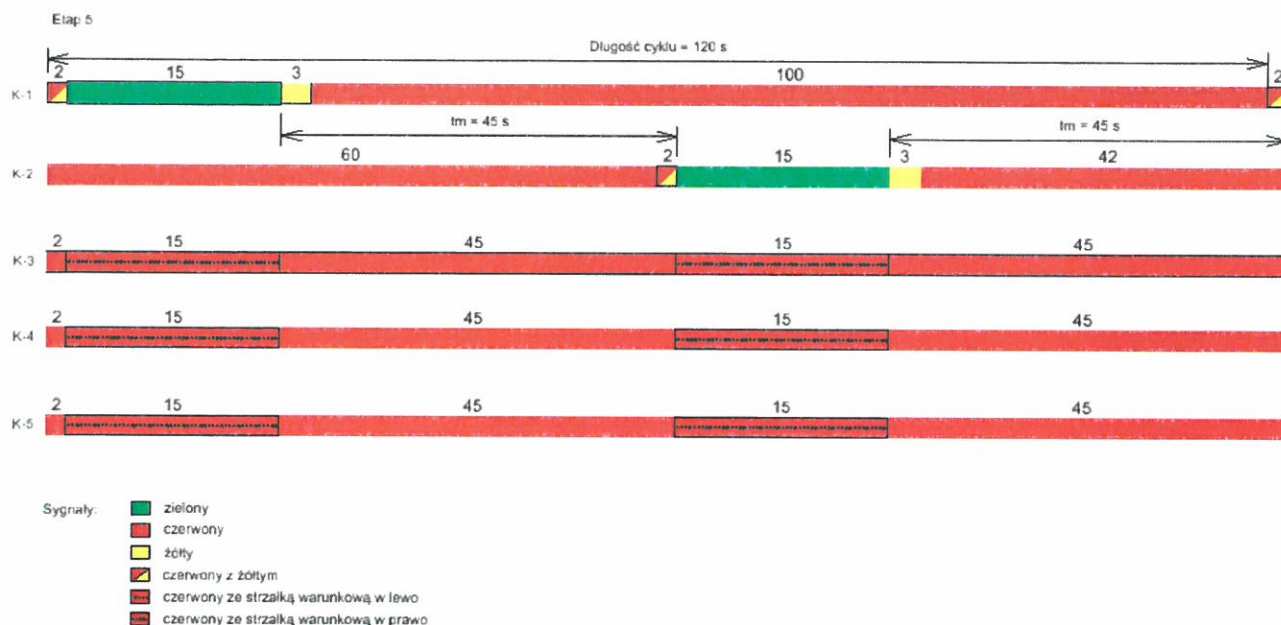 Etap 5
Długość cyklu = 120 s
2 15 3 100 2
K-1
tm = 45 s tm = 45 s
60 2 15 3 42
K-2
2 15 45 15 45
K-3
2 15 45 15 45
K-4
2 15 45 15 45
K-5
Sygnały:
zielony
czerwony
żółty
czerwony z żółtym
czerwony ze strzałką warunkową w lewo
czerwony ze strzałką warunkową w prawo